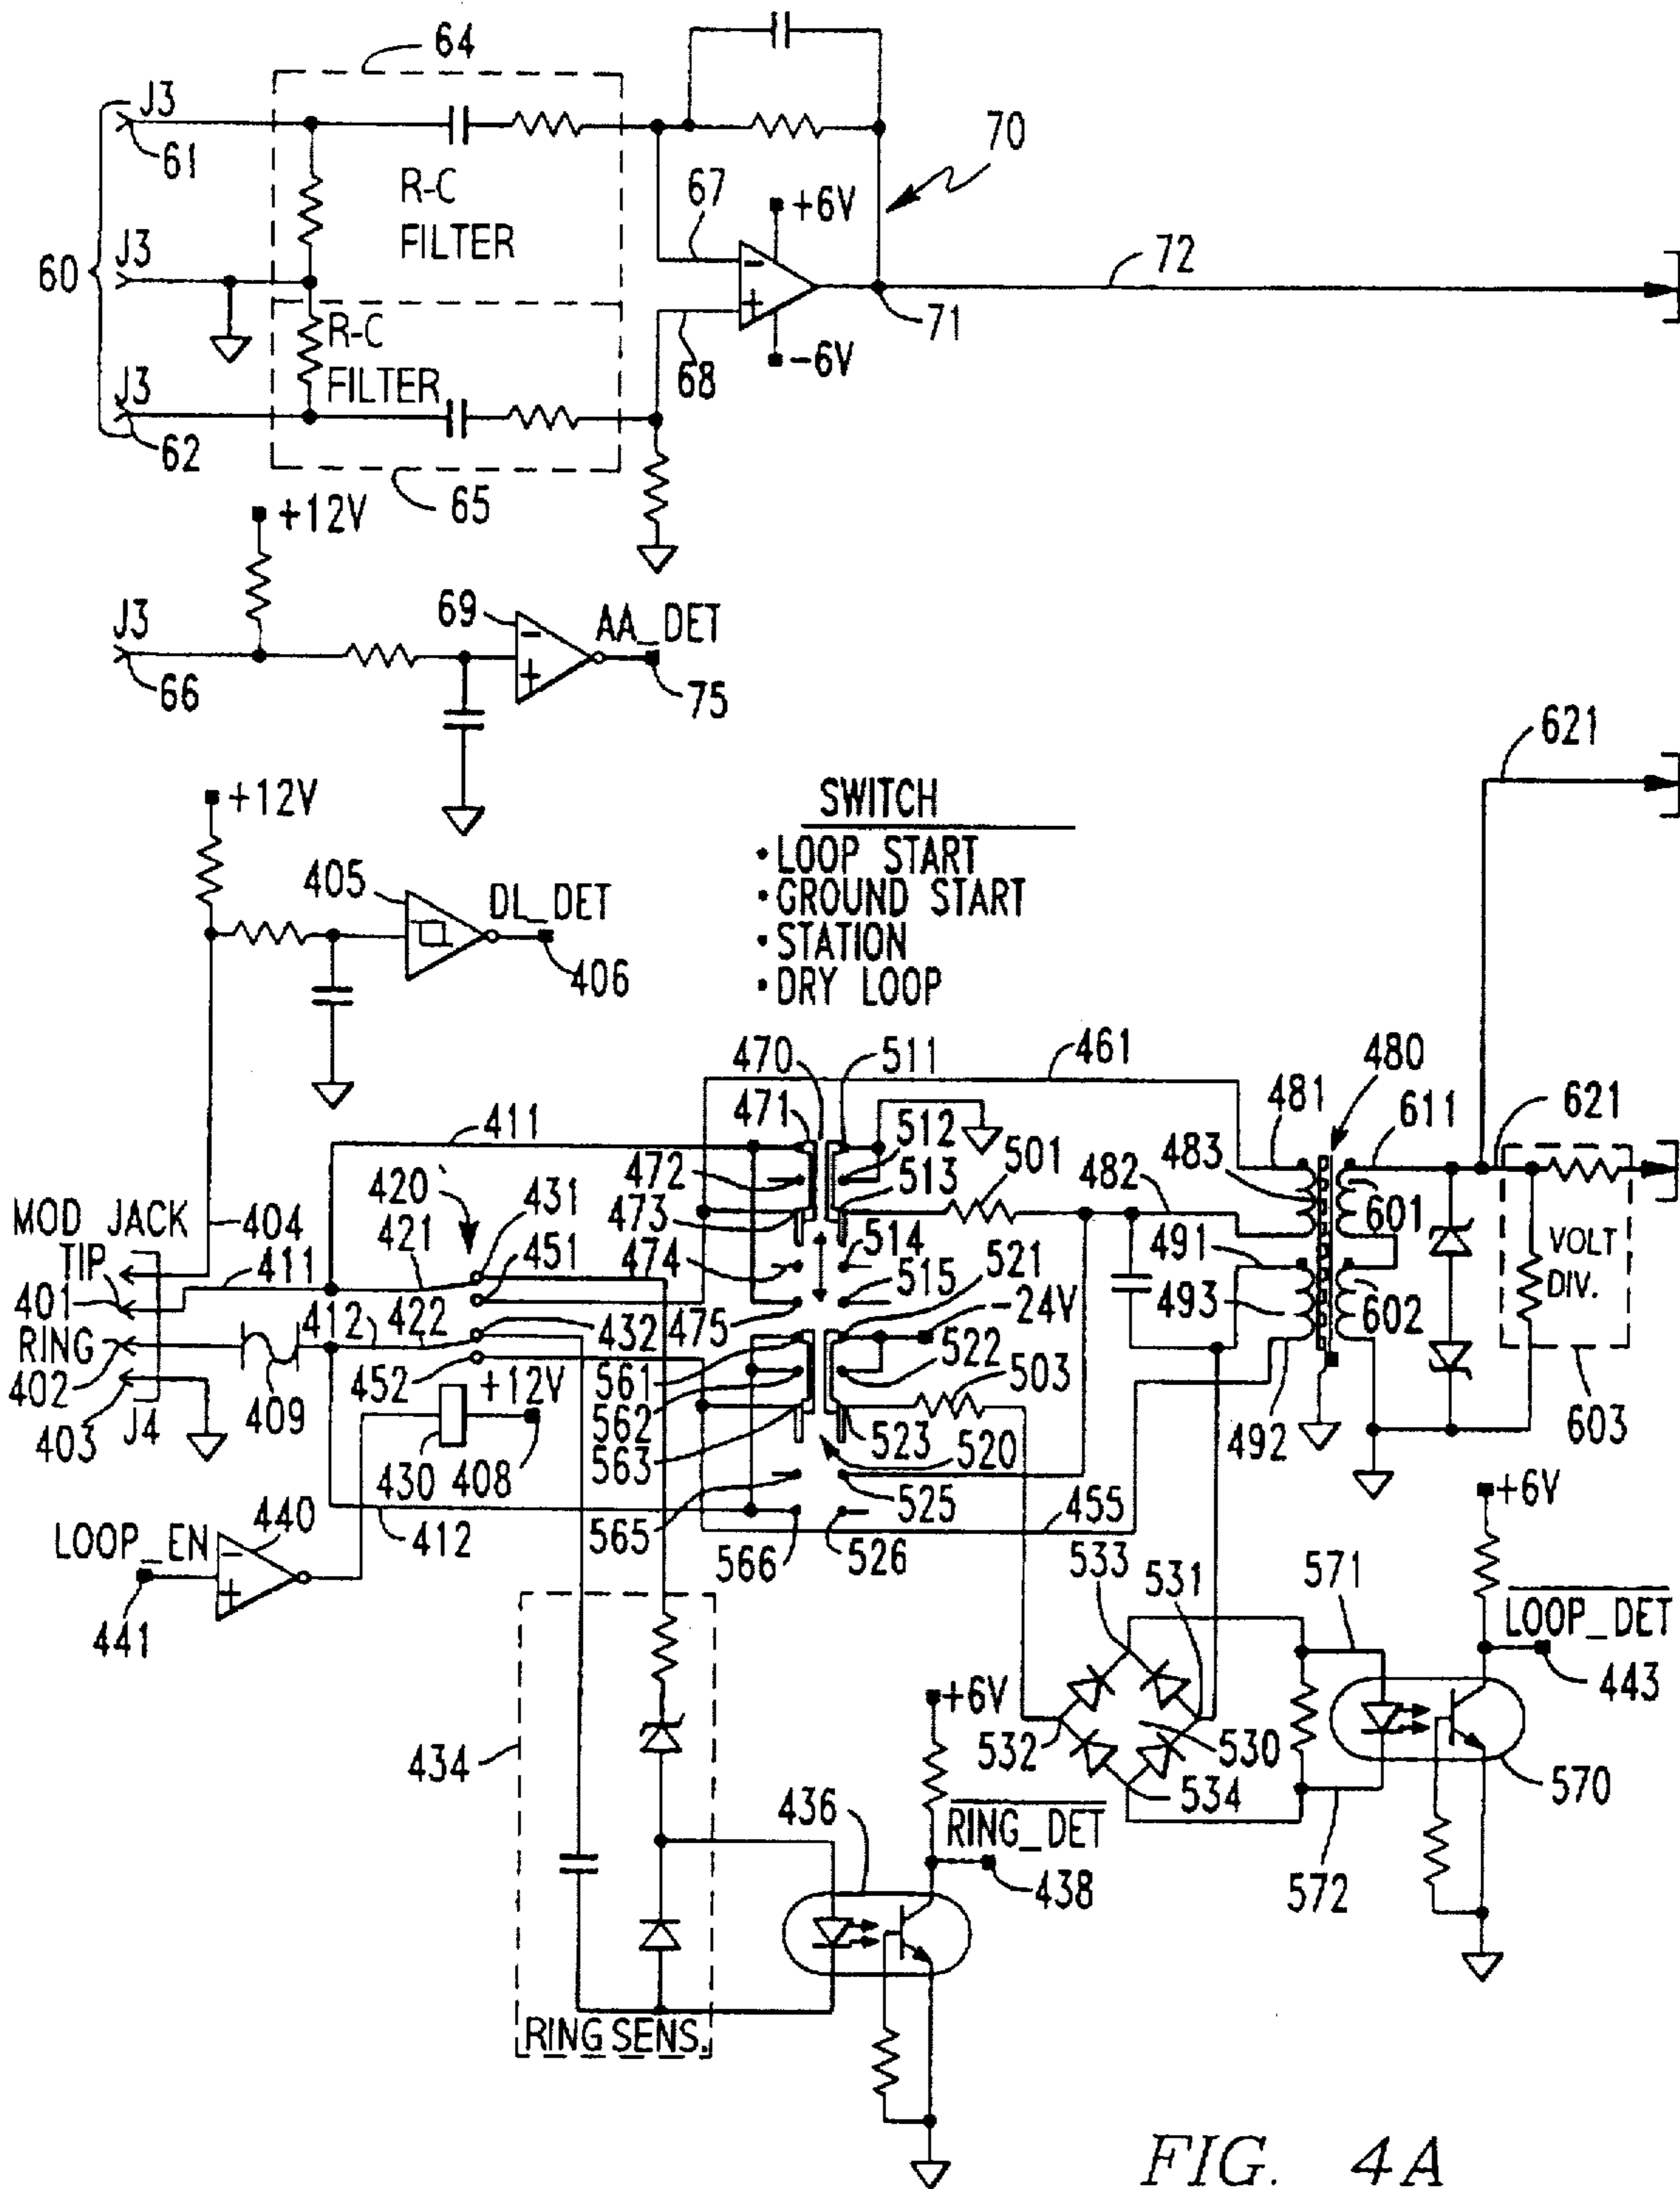 64
J3
61
R-C
FILTER
67
+6V
70
60
J3
72
71
R-C
FILTER
-6V
68
J3
62
65
+12V
J3
66
69
AA_DET
75
621
+12V
SWITCH
•LOOP START
•GROUND START
•STATION
•DRY LOOP
405
DL_DET
406
470
511
461
480
471
512
481
611
621
411
472
513
501
483
482
420
431
473
MOD JACK
404
421
451
474
514
491
601
TIP
411
515
521
VOLT
DIV.
401
-24V
493
602
RING
412
422
432
475
522
402
452
+12V
561
503
409
562
403
J4
430
408
563
523
520
492
603
440
565
525
455
+6V
LOOP_EN
412
566
526
533
441
531
571
LOOP_DET
443
+6V
434
532
530
570
534
436
RING_DET
438
572
RING SENS.
FIG. 4A